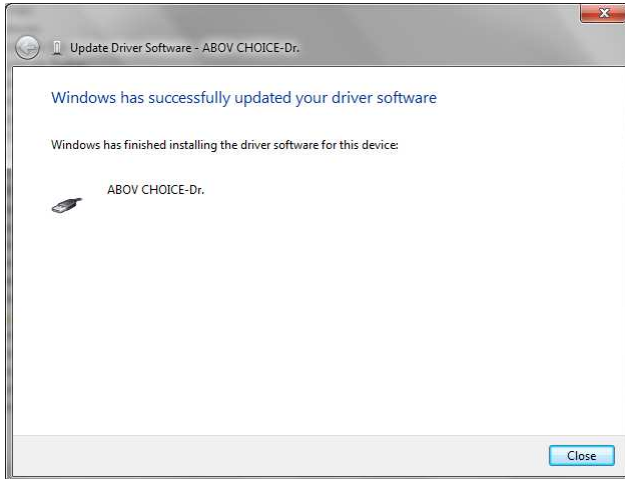 Update Driver Software - ABOV CHOICE-Dr.
Windows has successfully updated your driver software
Windows has finished installing the driver software for this device:
ABOV CHOICE-Dr.
Close